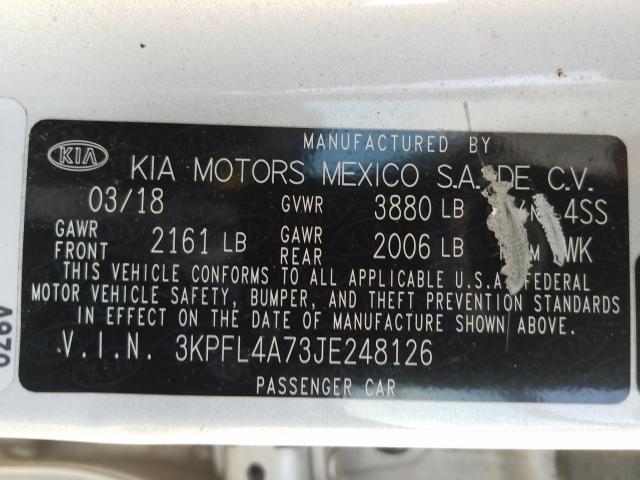 MANUFACTURED BY
KIA KIA MOTORS MEXICO S.A. DE C.V.
03/18 GVWR 3880 LB 4SS
GAWR FRONT 2161 LB GAWR REAR 2006 LB WK
THIS VEHICLE CONFORMS TO ALL APPLICABLE U.S.A. FEDERAL
MOTOR VEHICLE SAFETY, BUMPER, AND THEFT PREVENTION STANDARDS
IN EFFECT ON THE DATE OF MANUFACTURE SHOWN ABOVE.
V.I.N. 3KPFL4A73JE248126
PASSENGER CAR